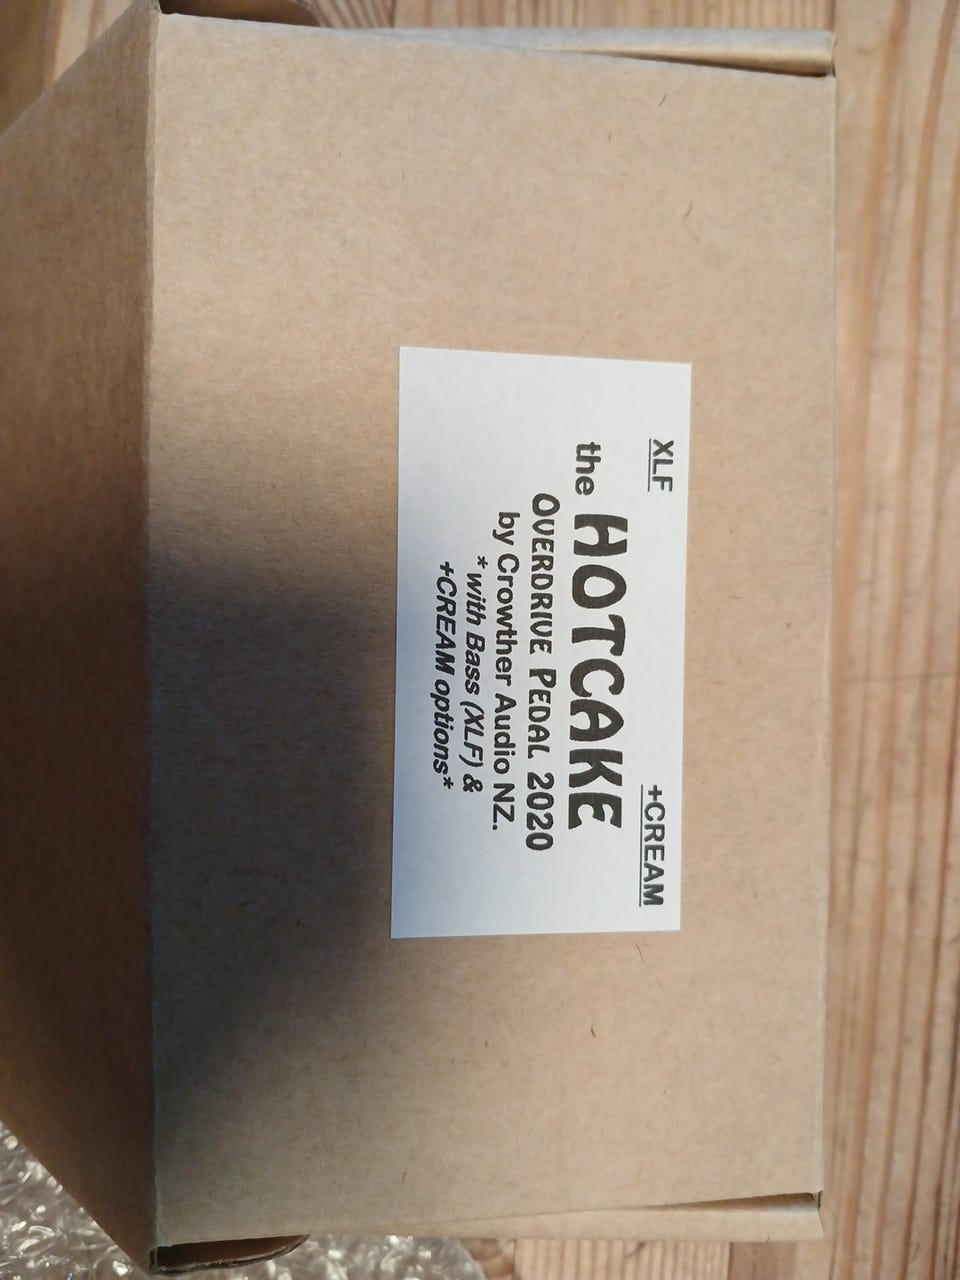 XLF +CREAM
the HOTCAKE
OVERDRIVE PEDAL 2020
by Crowther Audio NZ.
*with Bass (XLF) &
+CREAM options*